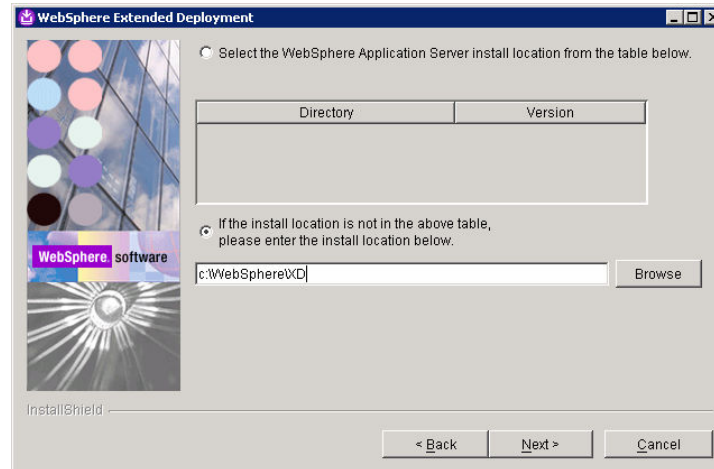 WebSphere Extended Deployment
Select the WebSphere Application Server install location from the table below.
Directory Version
If the install location is not in the above table,
please enter the install location below.
WebSphere. software
c:\WebSphere\XD
Browse
InstallShield
< Back Next > Cancel